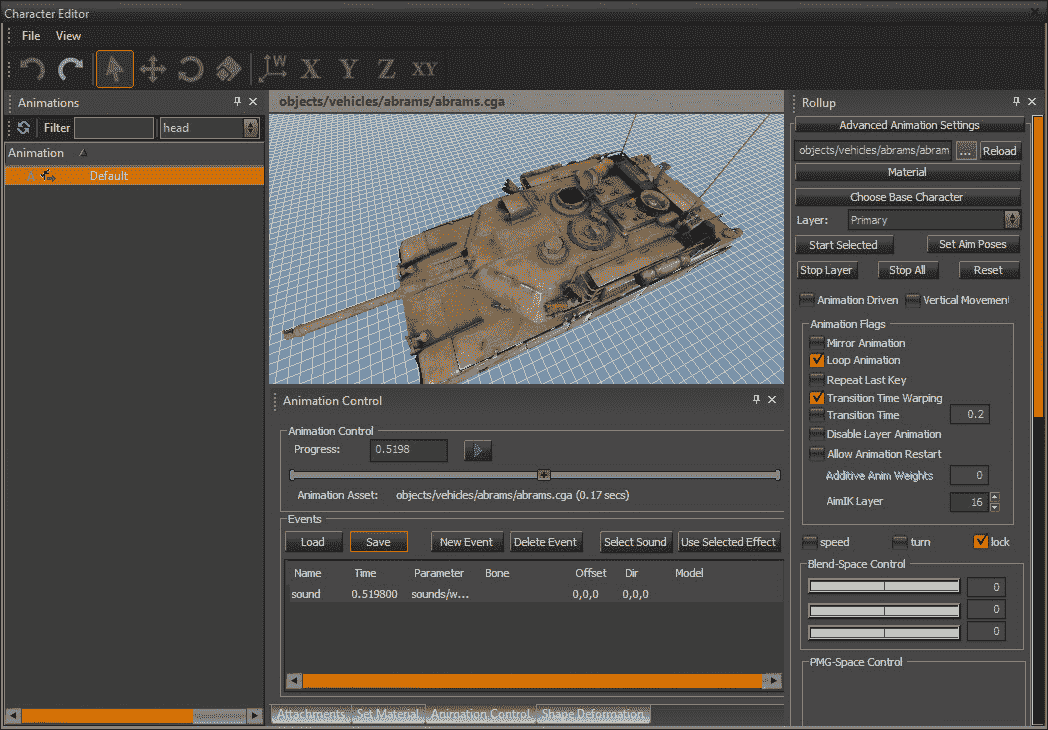 Character Editor
File View
W X Y Z XY
Animations
Filter head
Animation
Default
objects/vehicles/abrams/abrams.cga
Animation Control
Animation Control
Progress: 0.5198
Animation Asset: objects/vehicles/abrams/abrams.cga (0.17 secs)
Events
Load Save New Event Delete Event Select Sound Use Selected Effect
Name Time Parameter Bone Offset Dir Model
sound 0.519800 sounds/w... 0,0,0 0,0,0
Attachments Set Material Animation Control Shape Deformation
Rollup
Advanced Animation Settings
objects/vehicles/abrams/abram ... Reload
Material
Choose Base Character
Layer: Primary
Start Selected Set Aim Poses
Stop Layer Stop All Reset
Animation Driven Vertical Movement
Animation Flags
Mirror Animation
Loop Animation
Repeat Last Key
Transition Time Warping
Transition Time 0.2
Disable Layer Animation
Allow Animation Restart
Additive Anim Weights 0
AimIK Layer 16
speed turn lock
Blend-Space Control
0
0
0
PMG-Space Control